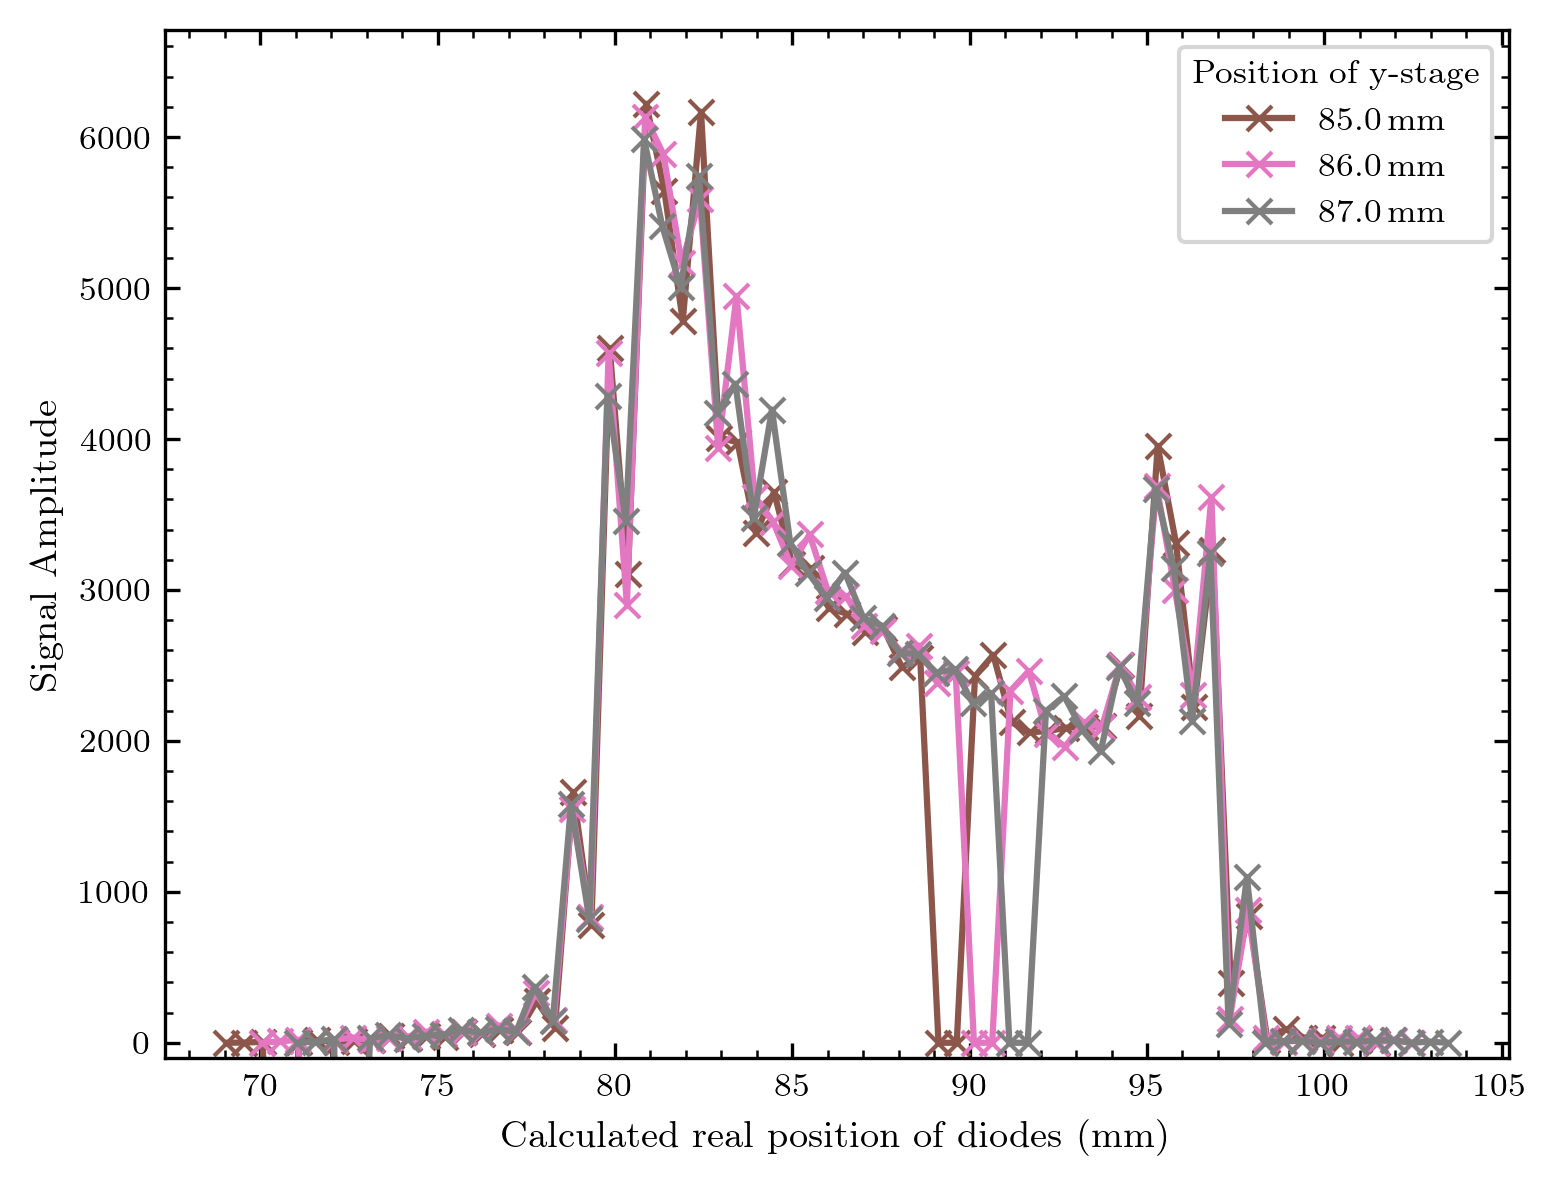 Position of y-stage
85.0 mm
86.0 mm
87.0 mm
6000
5000
4000
3000
2000
1000
0
Signal Amplitude
70 75 80 85 90 95 100 105
Calculated real position of diodes (mm)